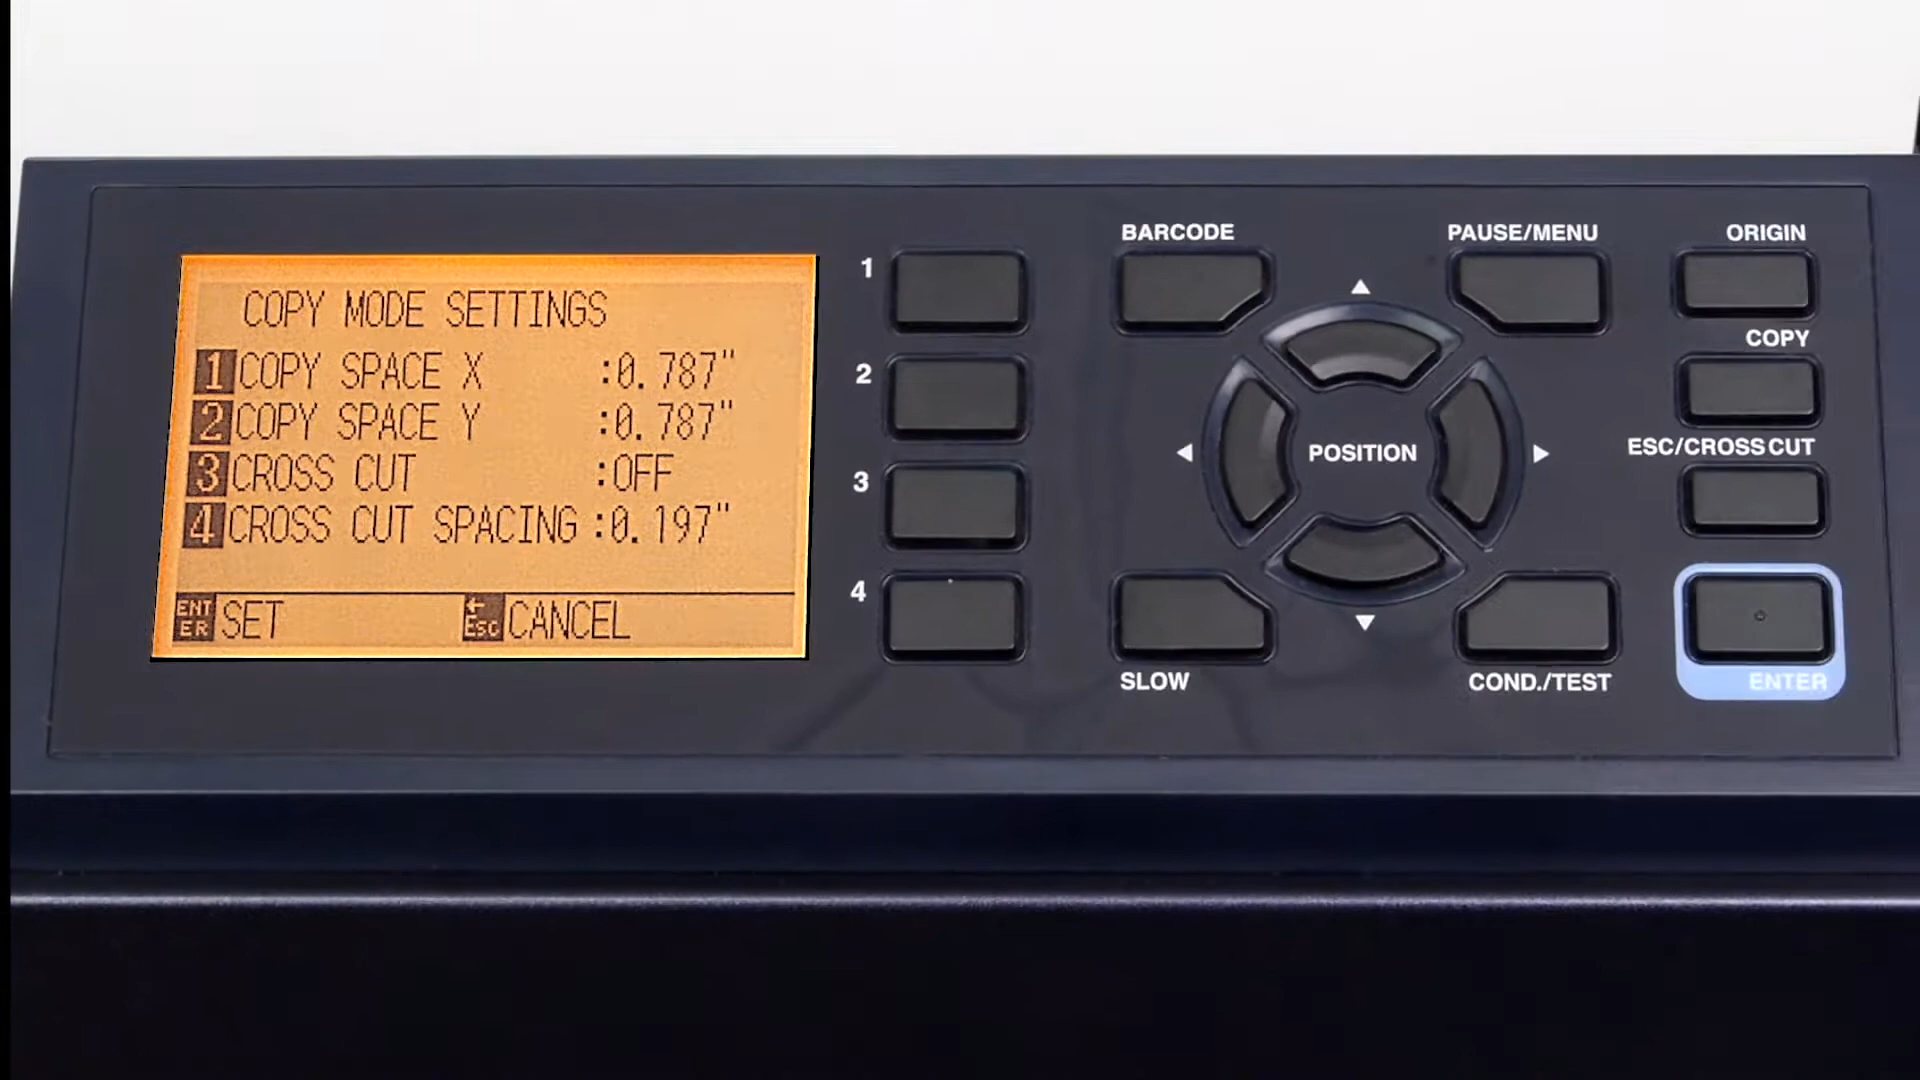 COPY MODE SETTINGS
1 COPY SPACE X :0.787"
2 COPY SPACE Y :0.787"
3 CROSS CUT :OFF
4 CROSS CUT SPACING :0.197"
ENTER SET ← ESC CANCEL
1
2
3
4
BARCODE
PAUSE/MENU
ORIGIN
▲
COPY
◀ POSITION ▶
ESC/CROSS CUT
▼
SLOW
COND./TEST
ENTER